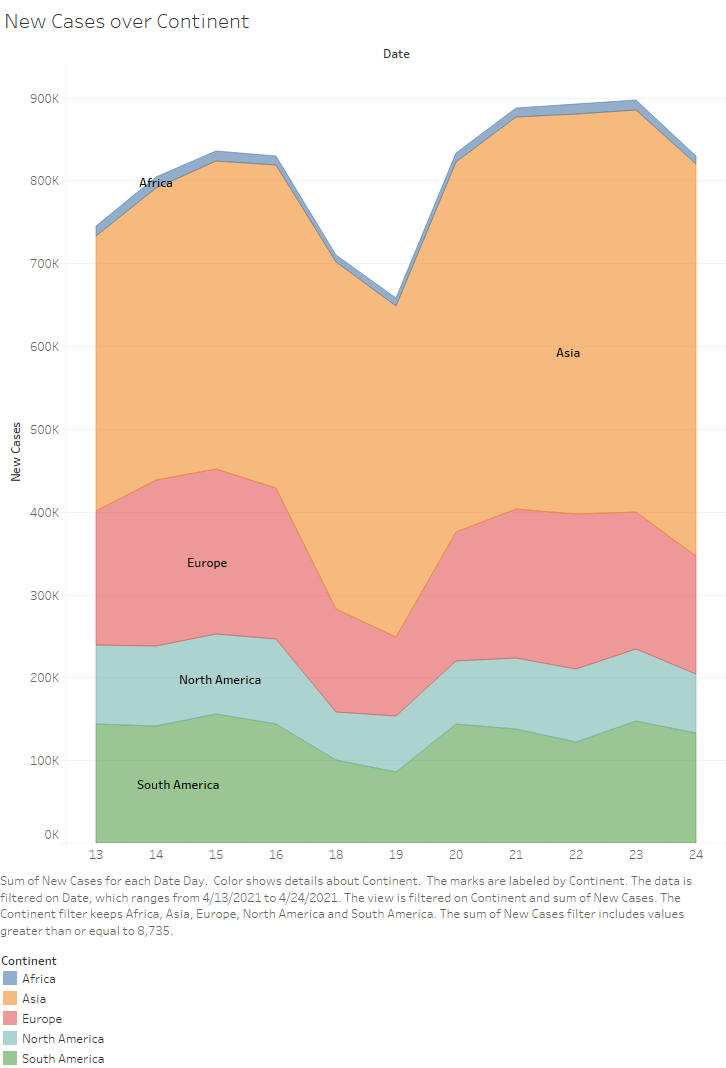 New Cases over Continent
Date
900K
800K
700K
600K
500K
400K
300K
200K
100K
0K
New Cases
Africa
Asia
Europe
North America
South America
13 14 15 16 18 19 20 21 22 23 24
Sum of New Cases for each Date Day.  Color shows details about Continent.  The marks are labeled by Continent. The data is
filtered on Date, which ranges from 4/13/2021 to 4/24/2021. The view is filtered on Continent and sum of New Cases. The
Continent filter keeps Africa, Asia, Europe, North America and South America. The sum of New Cases filter includes values
greater than or equal to 8,735.
Continent
Africa
Asia
Europe
North America
South America